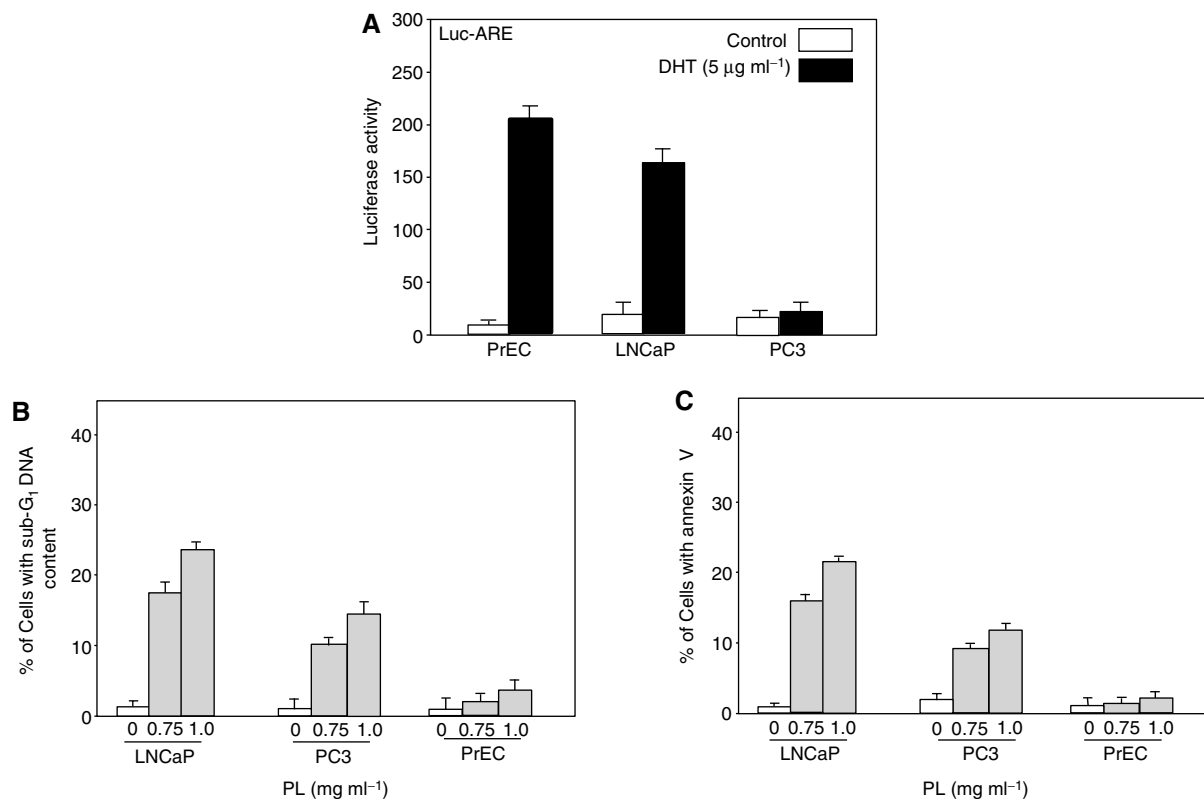 A
Luc-ARE
Control
DHT (5 μg ml⁻¹)
Luciferase activity
300
250
200
150
100
50
0
PrEC LNCaP PC3
B
% of Cells with sub-G₁ DNA
content
40
30
20
10
0
0 0.75 1.0 0 0.75 1.0 0 0.75 1.0
LNCaP PC3 PrEC
PL (mg ml⁻¹)
C
% of Cells with annexin V
40
30
20
10
0
0 0.75 1.0 0 0.75 1.0 0 0.75 1.0
LNCaP PC3 PrEC
PL (mg ml⁻¹)